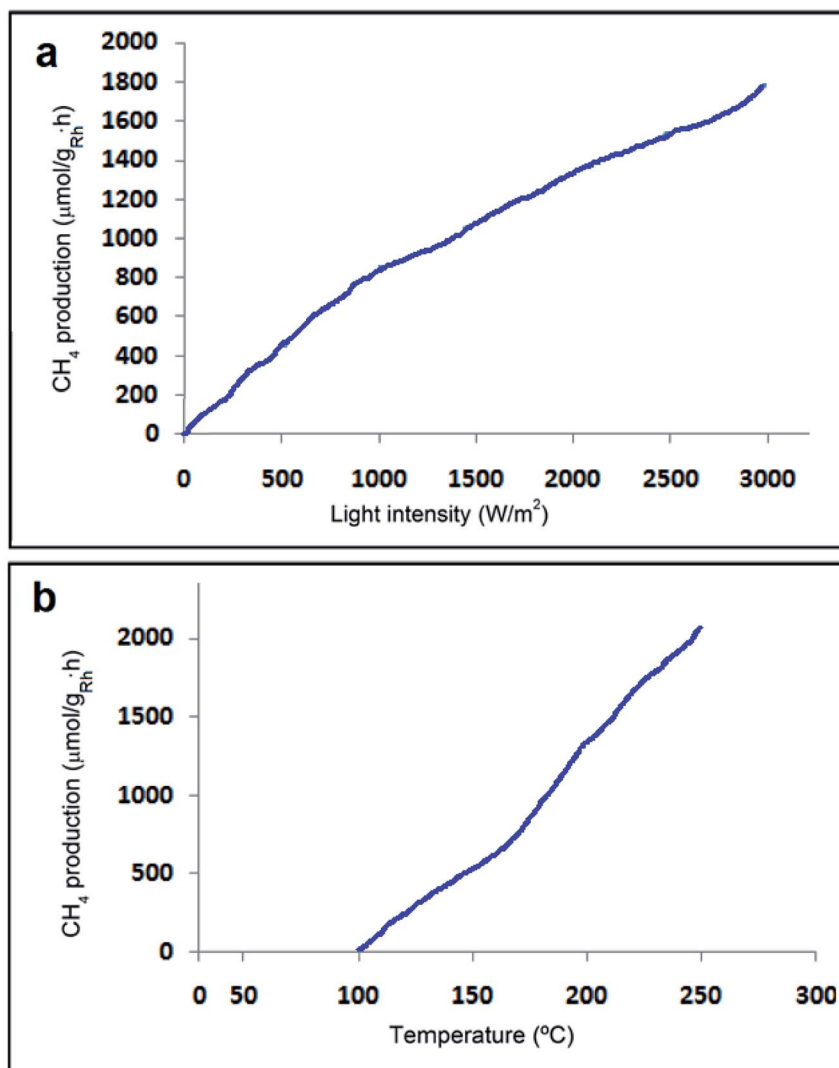 a
CH₄ production (μmol/gRh·h)
2000
1800
1600
1400
1200
1000
800
600
400
200
0
0 500 1000 1500 2000 2500 3000
Light intensity (W/m²)
b
CH₄ production (μmol/gRh·h)
2000
1500
1000
500
0
0 50 100 150 200 250 300
Temperature (ºC)